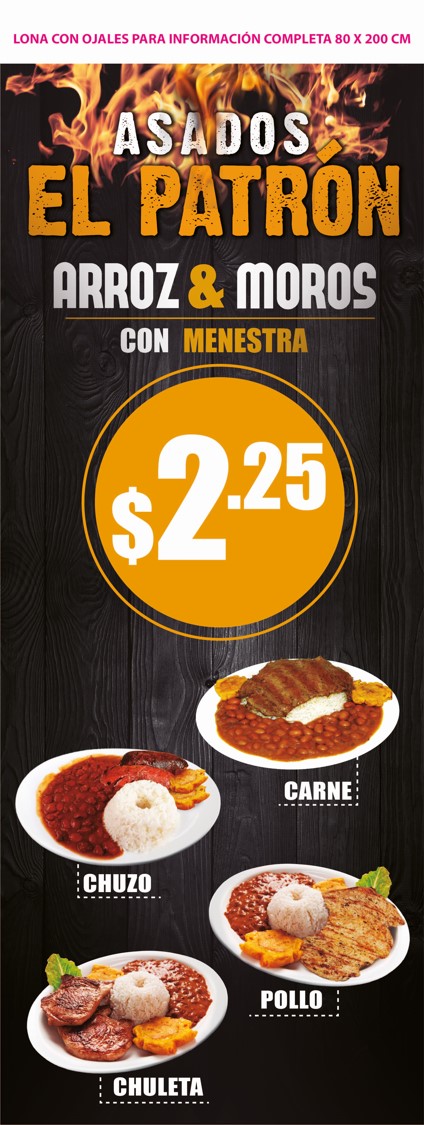 LONA CON OJALES PARA INFORMACIÓN COMPLETA 80 X 200 CM
ASADOS
EL PATRÓN
ARROZ & MOROS
CON MENESTRA
$2.25
CARNE
CHUZO
POLLO
CHULETA